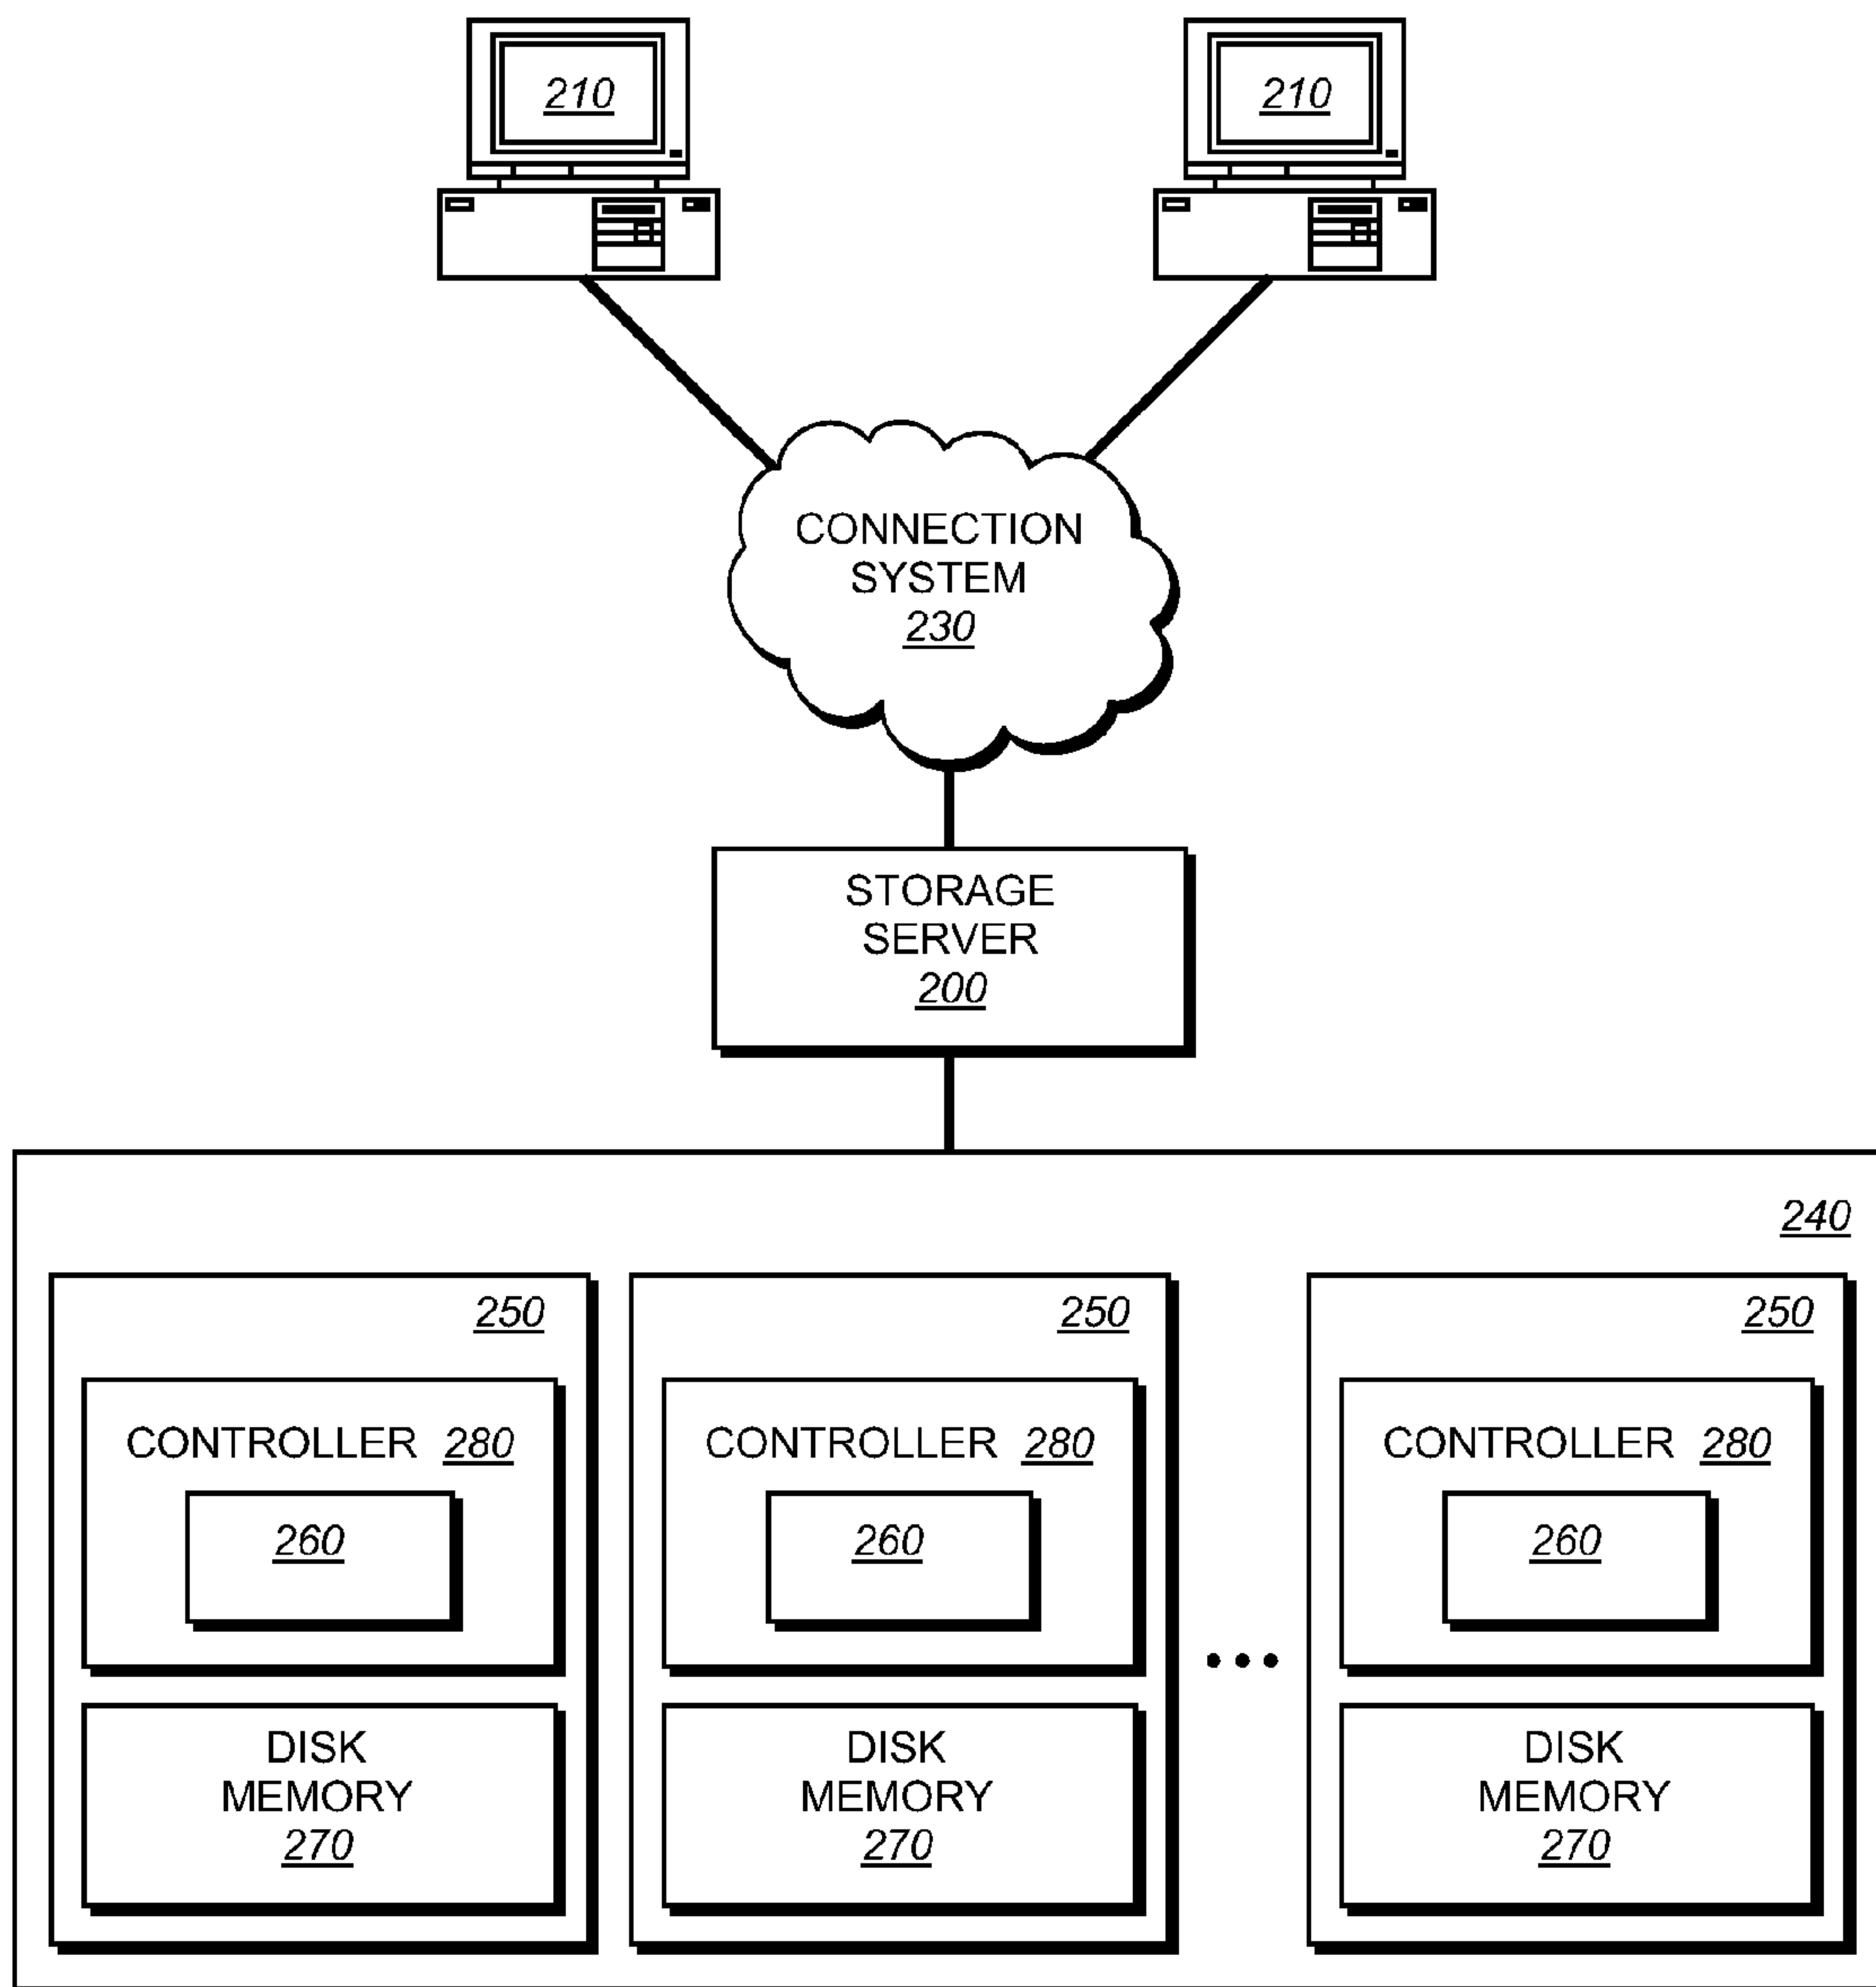 210
210
CONNECTION
SYSTEM
230
STORAGE
SERVER
200
240
250
250
250
CONTROLLER 280
CONTROLLER 280
CONTROLLER 280
260
260
260
DISK
MEMORY
270
DISK
MEMORY
270
DISK
MEMORY
270